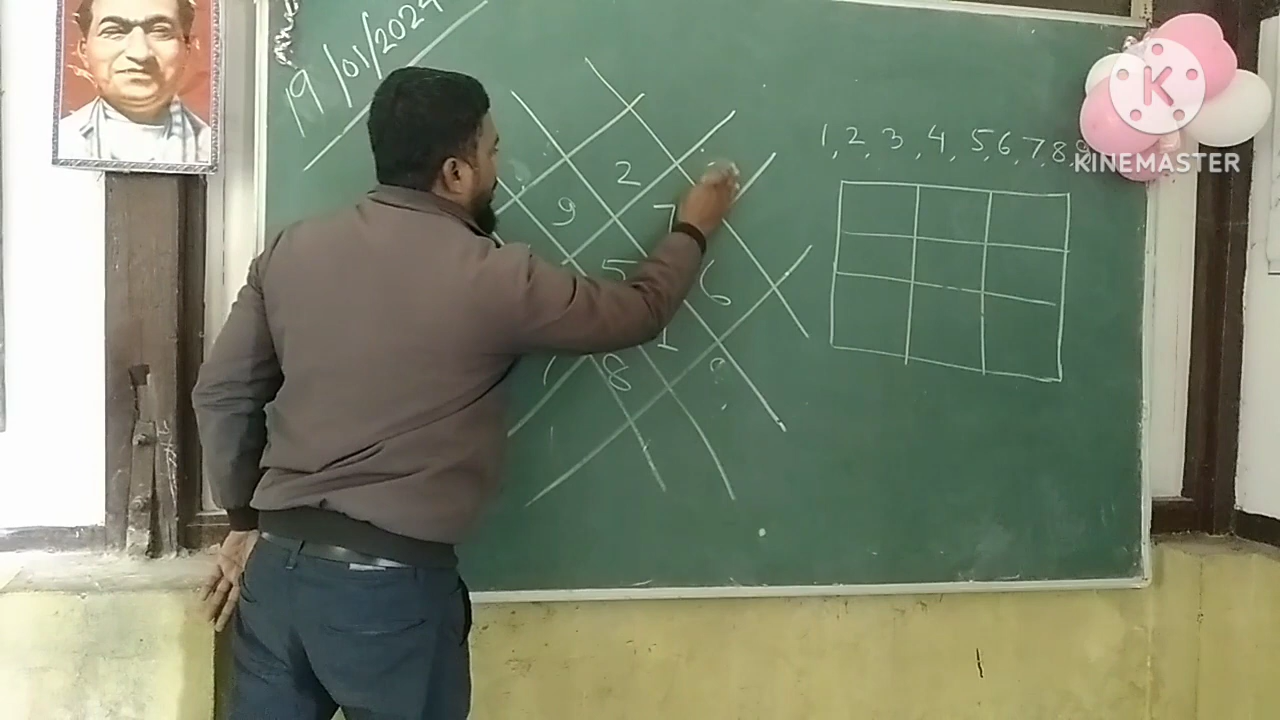 19/01/2024
1, 2, 3, 4, 5, 6, 7, 8, 9
2
9
7
5
6
1
8
K
KINEMASTER